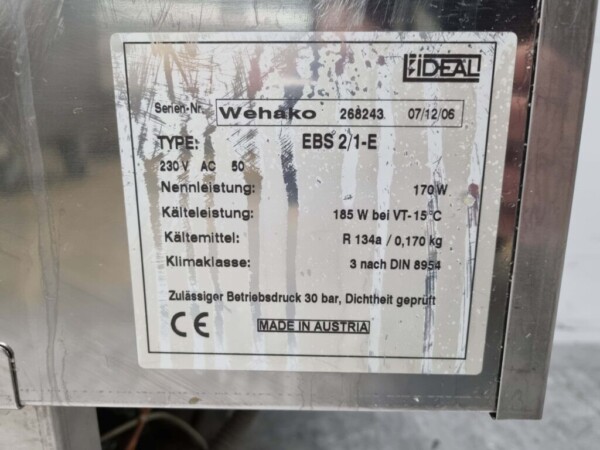 IDEAL
Serien-Nr. Wehako 268243 07/12/06
TYPE: EBS 2/1-E
230 V AC 50
Nennleistung: 170 W
Kälteleistung: 185 W bei VT-15°C
Kältemittel: R 134a / 0,170 kg
Klimaklasse: 3 nach DIN 8954
Zulässiger Betriebsdruck 30 bar, Dichtheit geprüft
CE MADE IN AUSTRIA